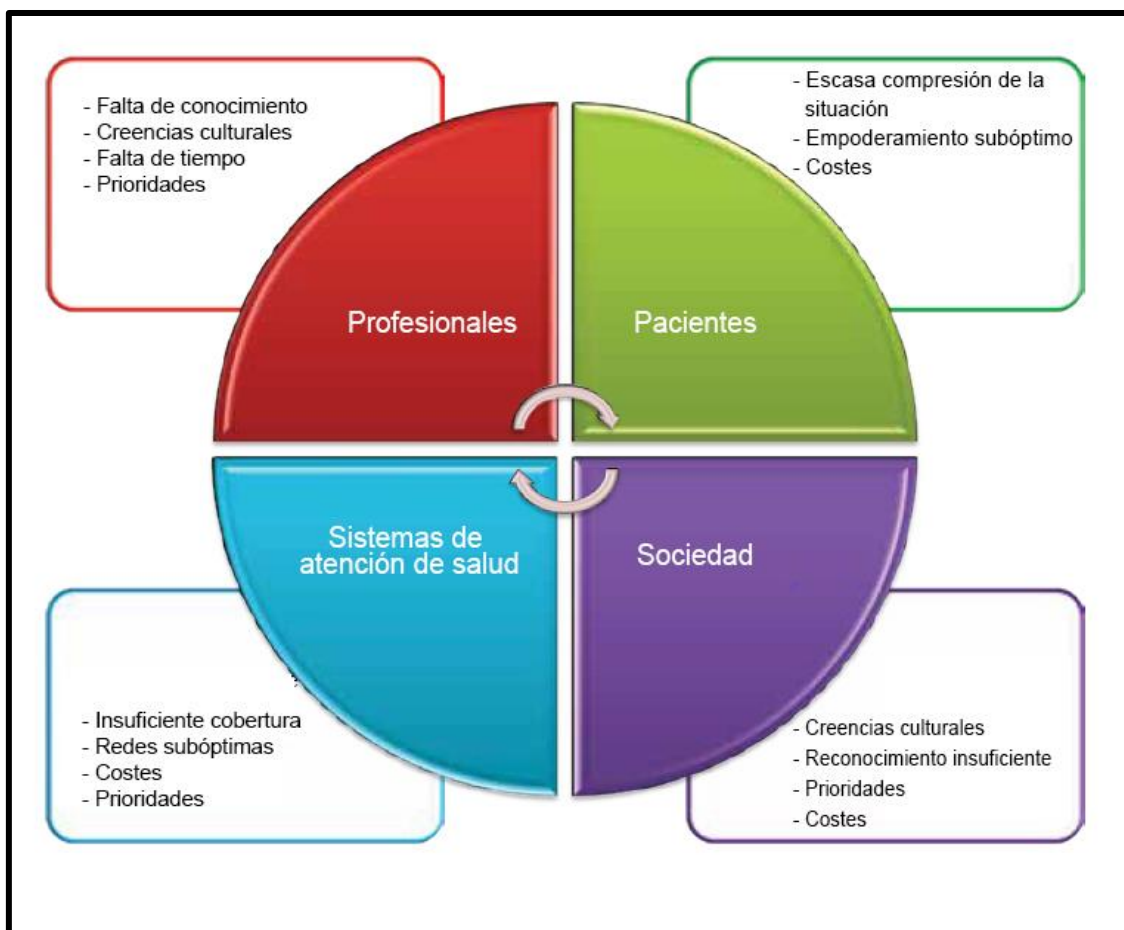 - Falta de conocimiento
- Creencias culturales
- Falta de tiempo
- Prioridades
- Escasa compresión de la
situación
- Empoderamiento subóptimo
- Costes
Profesionales
Pacientes
Sistemas de
atención de salud
Sociedad
- Insuficiente cobertura
- Redes subóptimas
- Costes
- Prioridades
- Creencias culturales
- Reconocimiento insuficiente
- Prioridades
- Costes